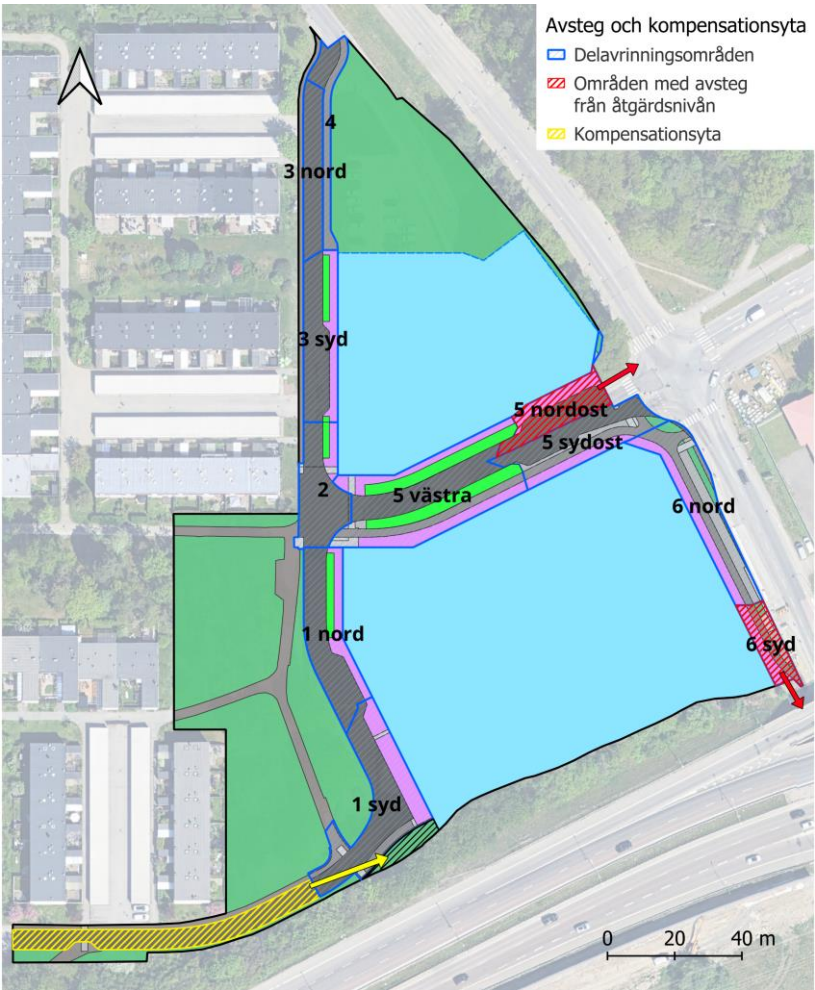 Avsteg och kompensationsyta
Delavrinningsområden
Områden med avsteg
från åtgärdsnivån
Kompensationsyta
4
3 nord
3 syd
5 nordost
5 sydost
2
5 västra
6 nord
1 nord
6 syd
1 syd
0 20 40 m